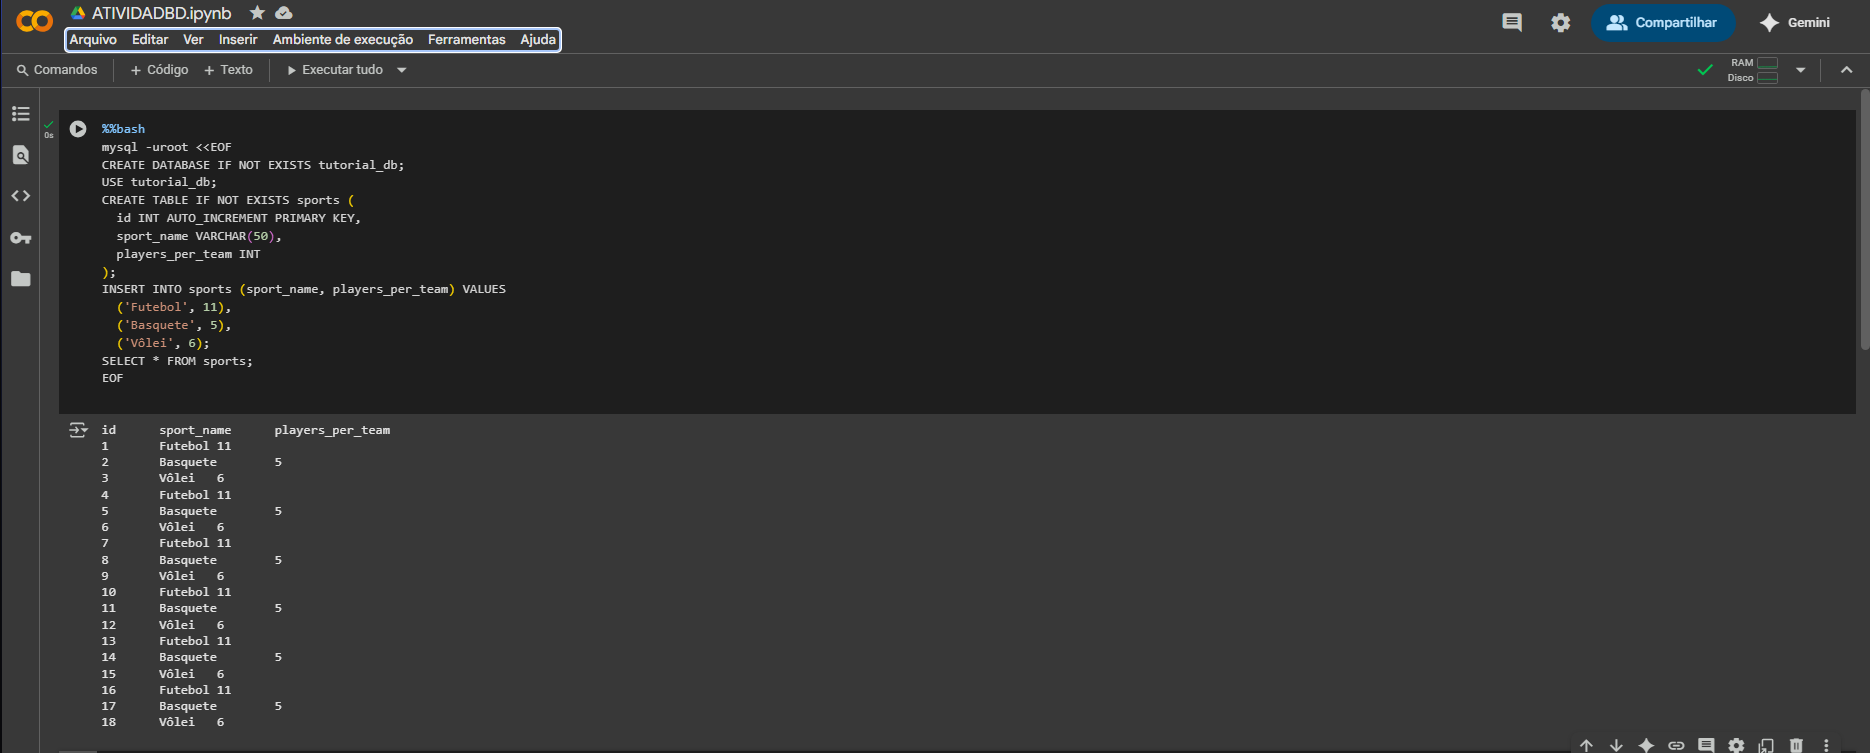 ATIVIDADBD.ipynb
Arquivo Editar Ver Inserir Ambiente de execução Ferramentas Ajuda
Compartilhar
Gemini
Comandos + Código + Texto Executar tudo
RAM
Disco
0s
%%bash
mysql -uroot <<EOF
CREATE DATABASE IF NOT EXISTS tutorial_db;
USE tutorial_db;
CREATE TABLE IF NOT EXISTS sports (
  id INT AUTO_INCREMENT PRIMARY KEY,
  sport_name VARCHAR(50),
  players_per_team INT
);
INSERT INTO sports (sport_name, players_per_team) VALUES
  ('Futebol', 11),
  ('Basquete', 5),
  ('Vôlei', 6);
SELECT * FROM sports;
EOF
id sport_name players_per_team
1 Futebol 11
2 Basquete 5
3 Vôlei 6
4 Futebol 11
5 Basquete 5
6 Vôlei 6
7 Futebol 11
8 Basquete 5
9 Vôlei 6
10 Futebol 11
11 Basquete 5
12 Vôlei 6
13 Futebol 11
14 Basquete 5
15 Vôlei 6
16 Futebol 11
17 Basquete 5
18 Vôlei 6